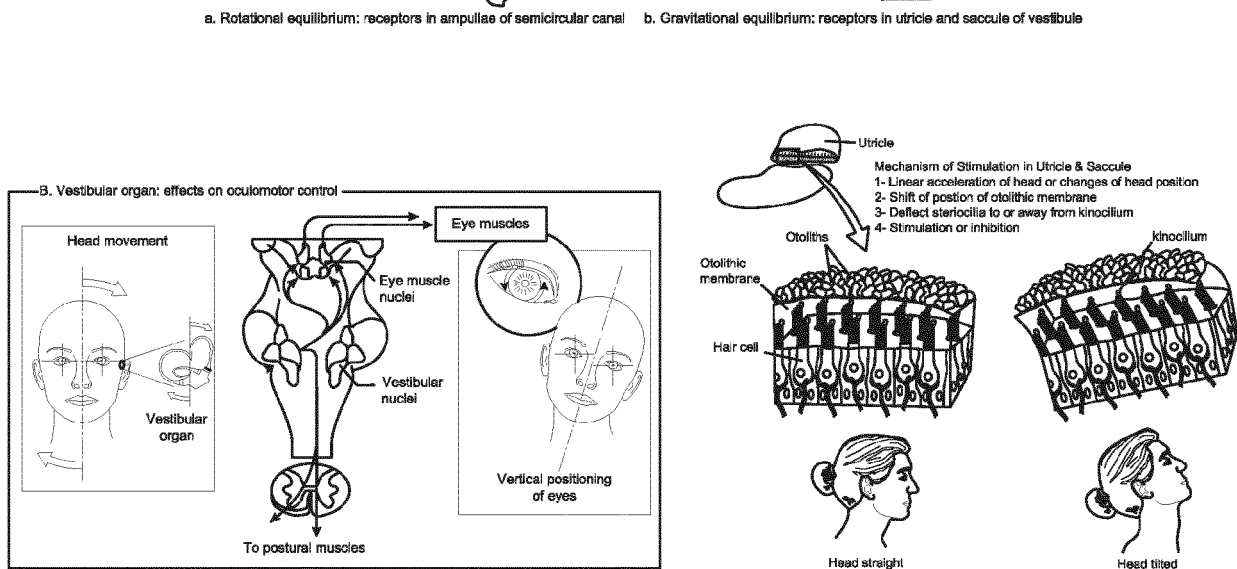 a. Rotational equilibrium: receptors in ampullae of semicircular canal
b. Gravitational equilibrium: receptors in utricle and saccule of vestibule
B. Vestibular organ: effects on oculomotor control
Head movement
Vestibular
organ
Eye muscles
Eye muscle
nuclei
Vestibular
nuclei
To postural muscles
Vertical positioning
of eyes
Utricle
Mechanism of Stimulation in Utricle & Saccule
1- Linear acceleration of head or changes of head position
2- Shift of postion of otolithic membrane
3- Deflect steriocilia to or away from kinocilium
4- Stimulation or inhibition
Otoliths
kinocilium
Otolithic
membrane
Hair cell
Head straight
Head tilted